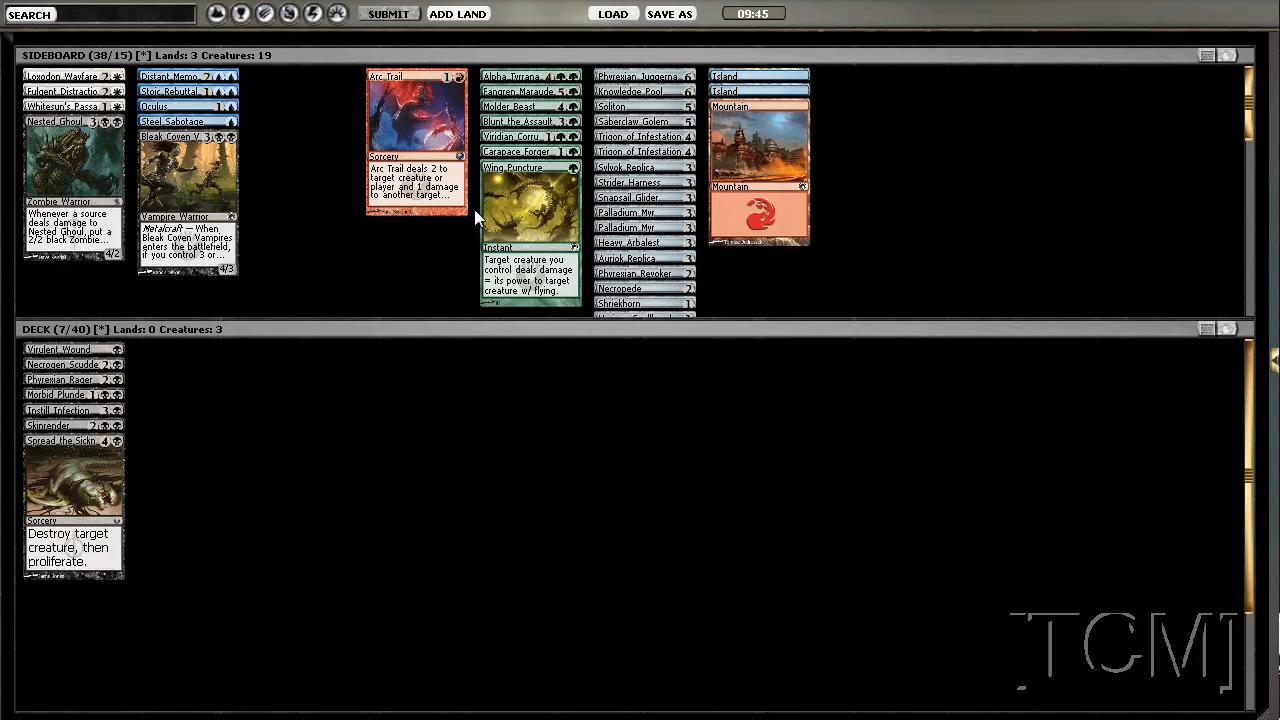 SEARCH
SUBMIT
ADD LAND
LOAD
SAVE AS
09:45
SIDEBOARD (38/15) [*] Lands: 3 Creatures: 19
Loxodon Wayfare 2
Whitesun's Passa 1
Nested Ghoul 3
Zombie Warrior
Whenever a source
deals damage to
Nested ghoul, put a
2/2 Black Zombie...
4/2
Distant Memo 2
Stoic Rebuttal 1
Oculus 1
Steel Sabotage
Bleak Coven V 3
Vampire Warrior
Metalcraft — When
Bleak Coven Vampires
enters the battlefield,
if you control 3 or...
4/3
Arc Trail 1
Sorcery
Arc Trail deals 2 to
target creature or
player and 1 damage
to another target...
Alpha Tyrrana 4
Fangren Maraude 5
Molder Beast 4
Blunt the Assault 3
Viridian Corru 1
Carapace Forger 1
Wing Puncture
Instant
Target creature you
control deals damage
= its power to target
creature w/ flying.
Phyrexian Juggerna 6
Knowledge Pool 6
Soliton 5
Saberclaw Golem 5
Trigon of Infestation 4
Trigon of Infestation 4
Sylvok Replica 3
Strider Harness 3
Snapsail Glider 3
Palladium Myr 3
Palladium Myr 3
Heavy Arbalest 3
Auriok Replica 3
Phyrexian Revoker 2
Necropede 2
Shriekhorn 1
Island
Island
Mountain
Mountain
DECK (7/40) [*] Lands: 0 Creatures: 3
Virulent Wound
Necrogen Scudde 2
Phyrexian Rager 2
Morbid Plunde 1
Instill Infection 3
Skinrender 2
Spread the Sickn 4
Sorcery
Destroy target
creature, then
proliferate.
[TCM]